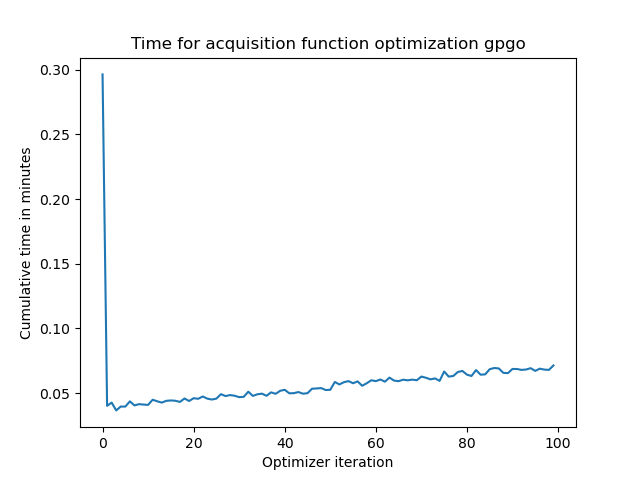 Time for acquisition function optimization gpgo
0.30
0.25
0.20
0.15
0.10
0.05
Cumulative time in minutes
0 20 40 60 80 100
Optimizer iteration